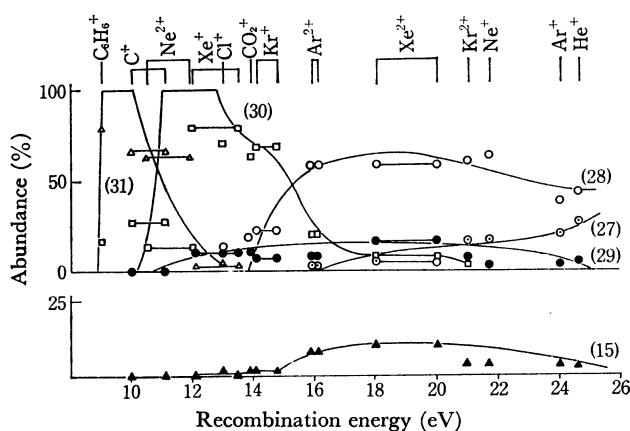 C₆H₆⁺ C⁺ Ne²⁺ Xe⁺ Cl⁺ CO₂⁺ Kr⁺ Ar²⁺ Xe²⁺ Kr²⁺ Ne⁺ Ar⁺ He⁺
100
50
0
Abundance (%)
(30)
(31)
(28)
(27)
(29)
25
(15)
10 12 14 16 18 20 22 24 26
Recombination energy (eV)